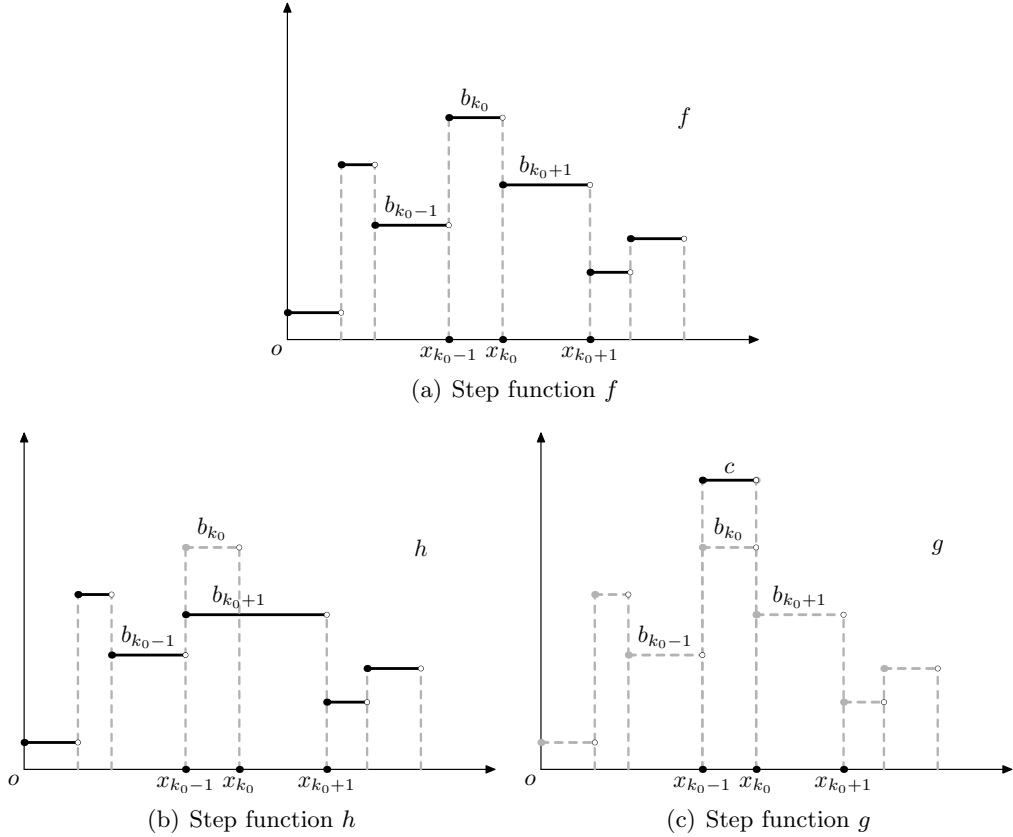 b_{k_0}
f
b_{k_0+1}
b_{k_0-1}
o
x_{k_0-1} x_{k_0} x_{k_0+1}
(a) Step function f
b_{k_0}
h
b_{k_0+1}
b_{k_0-1}
o
x_{k_0-1} x_{k_0} x_{k_0+1}
(b) Step function h
c
b_{k_0}
g
b_{k_0+1}
b_{k_0-1}
o
x_{k_0-1} x_{k_0} x_{k_0+1}
(c) Step function g